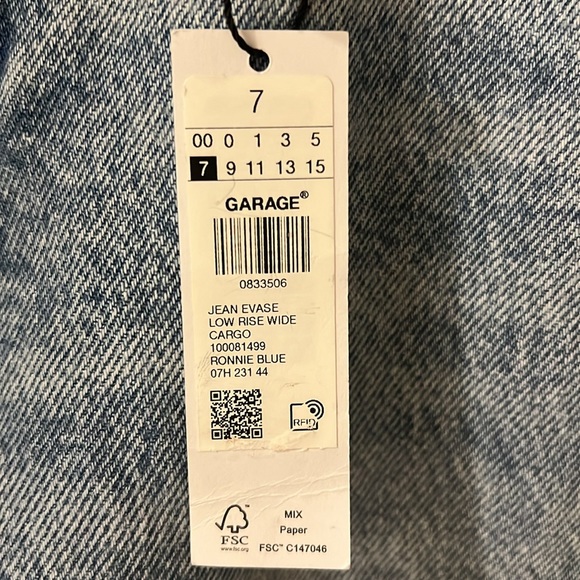 7
00 0 1 3 5
7 9 11 13 15
GARAGE®
0833506
JEAN EVASE
LOW RISE WIDE
CARGO
100081499
RONNIE BLUE
07H 231 44
RFID
FSC
www.fsc.org
MIX
Paper
FSC™ C147046